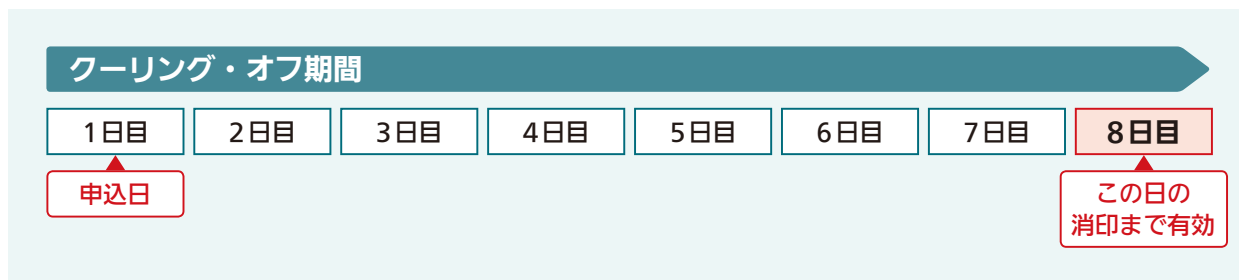 クーリング・オフ期間
1日目
2日目
3日目
4日目
5日目
6日目
7日目
8日目
申込日
この日の
消印まで有効